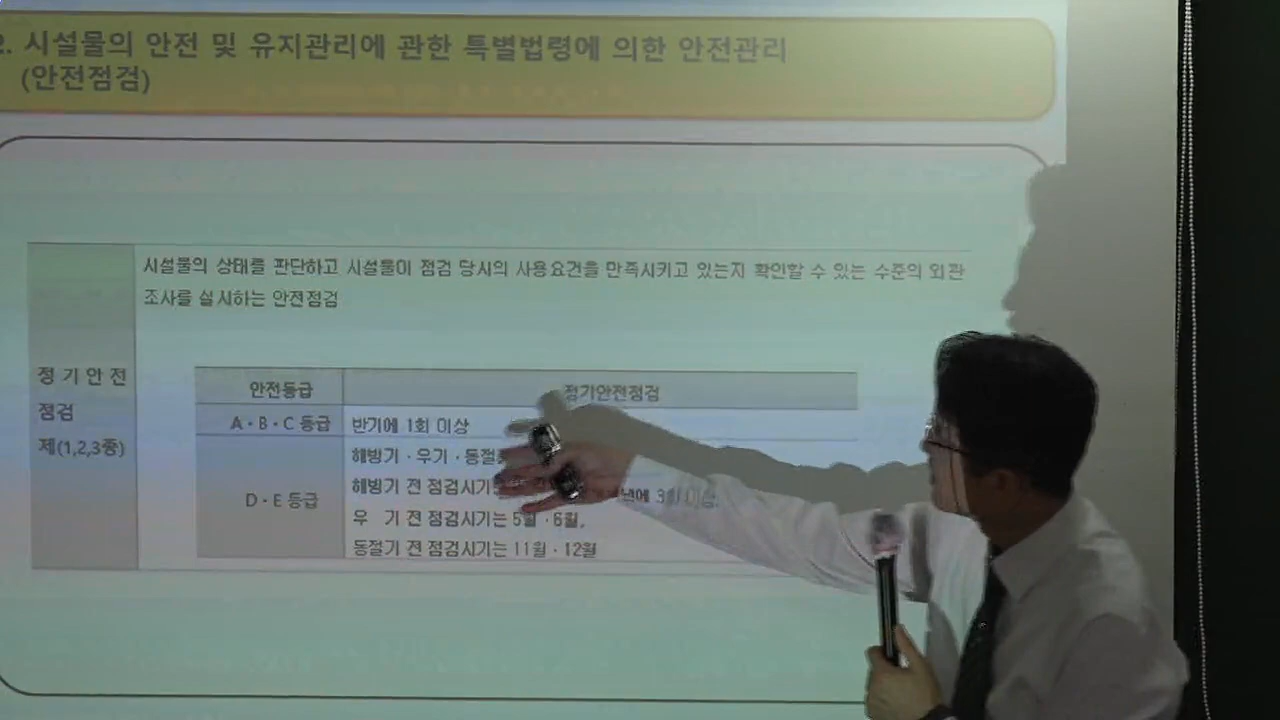 2. 시설물의 안전 및 유지관리에 관한 특별법령에 의한 안전관리
(안전점검)
시설물의 상태를 판단하고 시설물이 점검 당시의 사용요건을 만족시키고 있는지 확인할 수 있는 수준의 외관
조사를 실시하는 안전점검
정기안전
점검
제(1,2,3종)
안전등급 정기안전점검
A·B·C 등급 반기에 1회 이상
D·E 등급
해빙기·우기·동절
해빙기 전 점검시기 3회 이상.
우 기 전 점검시기는 5월·6월,
동절기 전 점검시기는 11월·12월